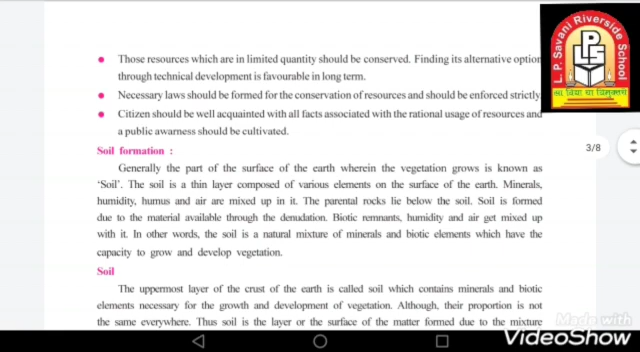 Those resources which are in limited quantity should be conserved. Finding its alternative option
through technical development is favourable in long term.
Necessary laws should be formed for the conservation of resources and should be enforced strictly
Citizen should be well acquainted with all facts associated with the rational usage of resources and
a public awarness should be cultivated.
Soil formation :
Generally the part of the surface of the earth wherein the vegetation grows is known as
‘Soil’. The soil is a thin layer composed of various elements on the surface of the earth. Minerals,
humidity, humus and air are mixed up in it. The parental rocks lie below the soil. Soil is formed
due to the material available through the denudation. Biotic remnants, humidity and air get mixed up
with it. In other words, the soil is a natural mixture of minerals and biotic elements which have the
capacity to grow and develop vegetation.
Soil
The uppermost layer of the crust of the earth is called soil which contains minerals and biotic
elements necessary for the growth and development of vegetation. Although, their proportion is not
the same everywhere. Thus soil is the layer or the surface of the matter formed due to the mixture
L. P. Savani Riverside School
LPS
3/8
Made with
VideoShow